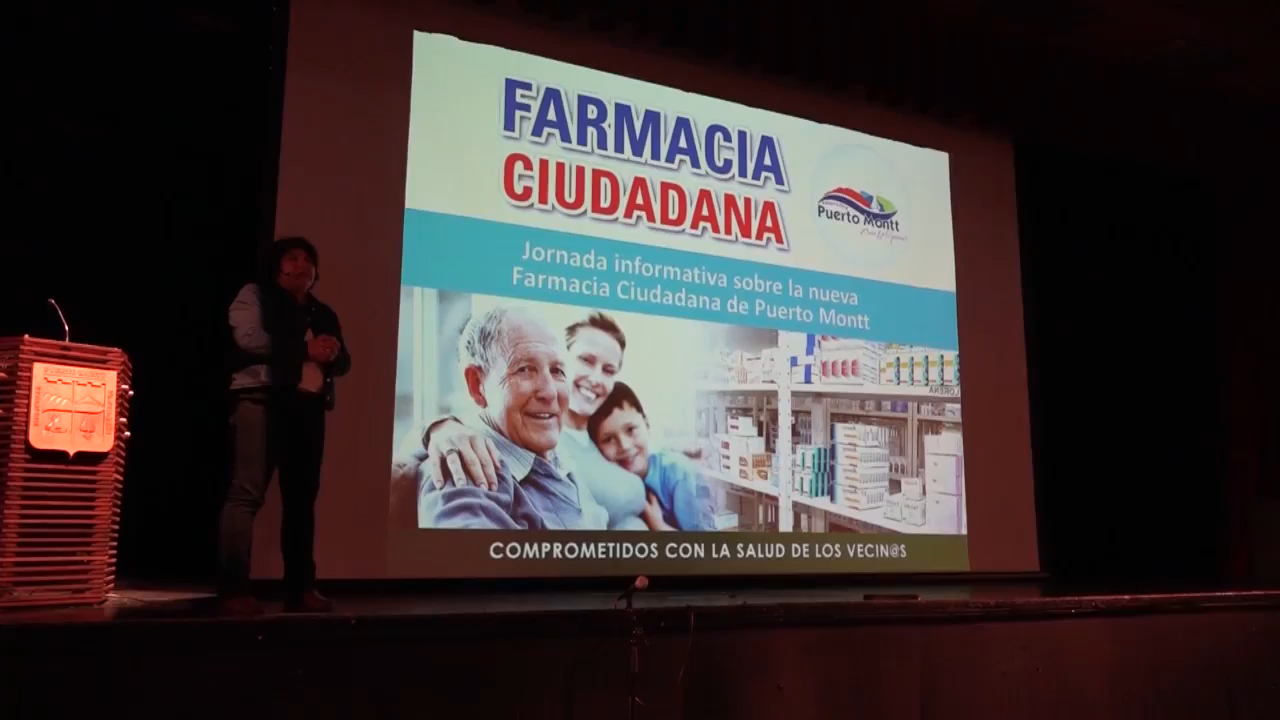 FARMACIA
CIUDADANA
Puerto Montt
Jornada informativa sobre la nueva
Farmacia Ciudadana de Puerto Montt
LORENA
COMPROMETIDOS CON LA SALUD DE LOS VECIN@S